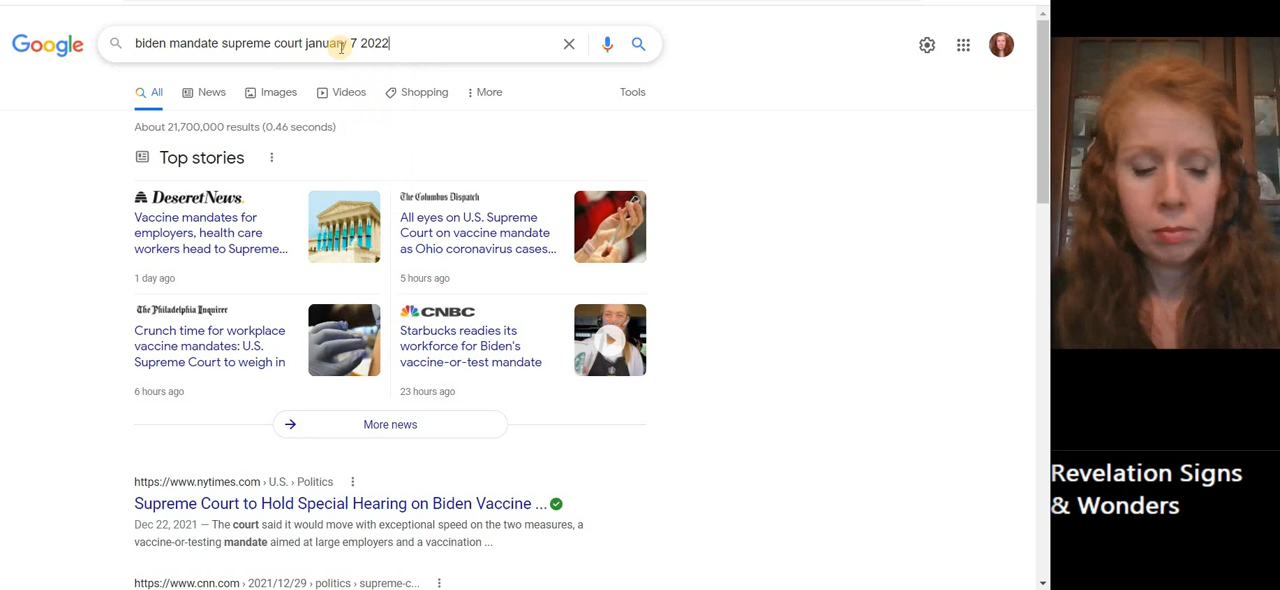 Google
biden mandate supreme court january 7 2022
All
News
Images
Videos
Shopping
More
Tools
About 21,700,000 results (0.46 seconds)
Top stories
Deseret News.
Vaccine mandates for
employers, health care
workers head to Supreme...
1 day ago
The Columbus Dispatch
All eyes on U.S. Supreme
Court on vaccine mandate
as Ohio coronavirus cases...
5 hours ago
The Philadelphia Inquirer
Crunch time for workplace
vaccine mandates: U.S.
Supreme Court to weigh in
6 hours ago
CNBC
Starbucks readies its
workforce for Biden's
vaccine-or-test mandate
23 hours ago
More news
https://www.nytimes.com › U.S. › Politics
Supreme Court to Hold Special Hearing on Biden Vaccine ...
Dec 22, 2021 — The court said it would move with exceptional speed on the two measures, a
vaccine-or-testing mandate aimed at large employers and a vaccination ...
https://www.cnn.com › 2021/12/29 › politics › supreme-c...
Revelation Signs
& Wonders